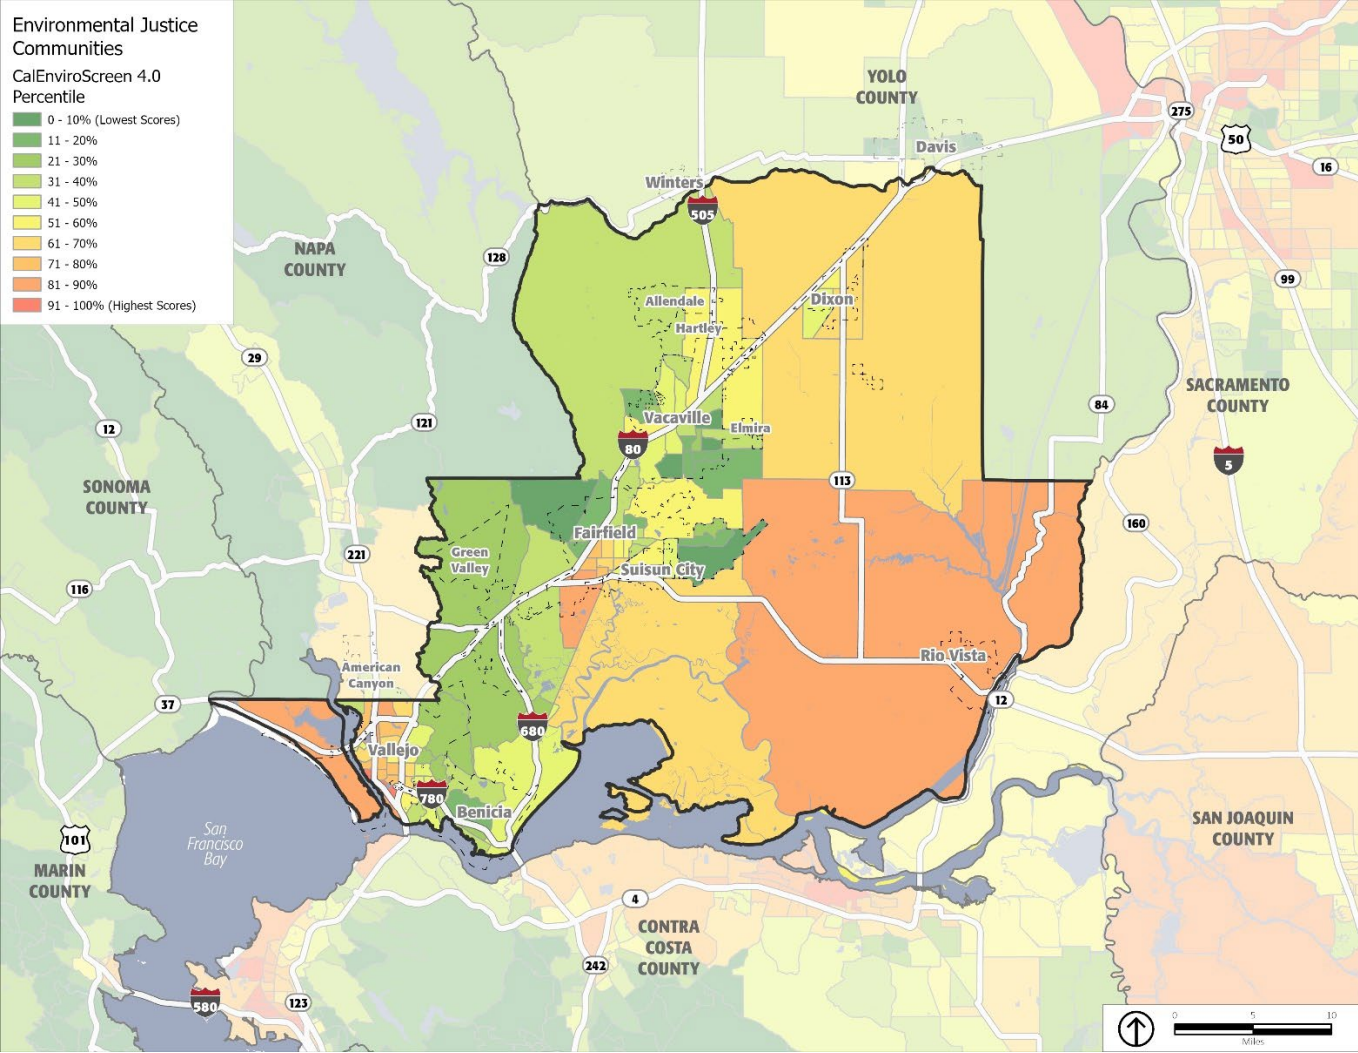 Environmental Justice
Communities
CalEnviroScreen 4.0
Percentile
0 - 10% (Lowest Scores)
11 - 20%
21 - 30%
31 - 40%
41 - 50%
51 - 60%
61 - 70%
71 - 80%
81 - 90%
91 - 100% (Highest Scores)
YOLO
COUNTY
275
50
Davis
16
Winters
505
NAPA
COUNTY
128
99
Allendale
Dixon
Hartley
29
SACRAMENTO
COUNTY
84
12
121
Vacaville
Elmira
80
5
SONOMA
COUNTY
113
160
Fairfield
221
Green
Valley
Suisun City
116
Rio Vista
American
Canyon
37
12
680
Vallejo
780
Benicia
San
Francisco
Bay
101
SAN JOAQUIN
COUNTY
MARIN
COUNTY
4
CONTRA
COSTA
COUNTY
242
580
123
0 5 10
Miles